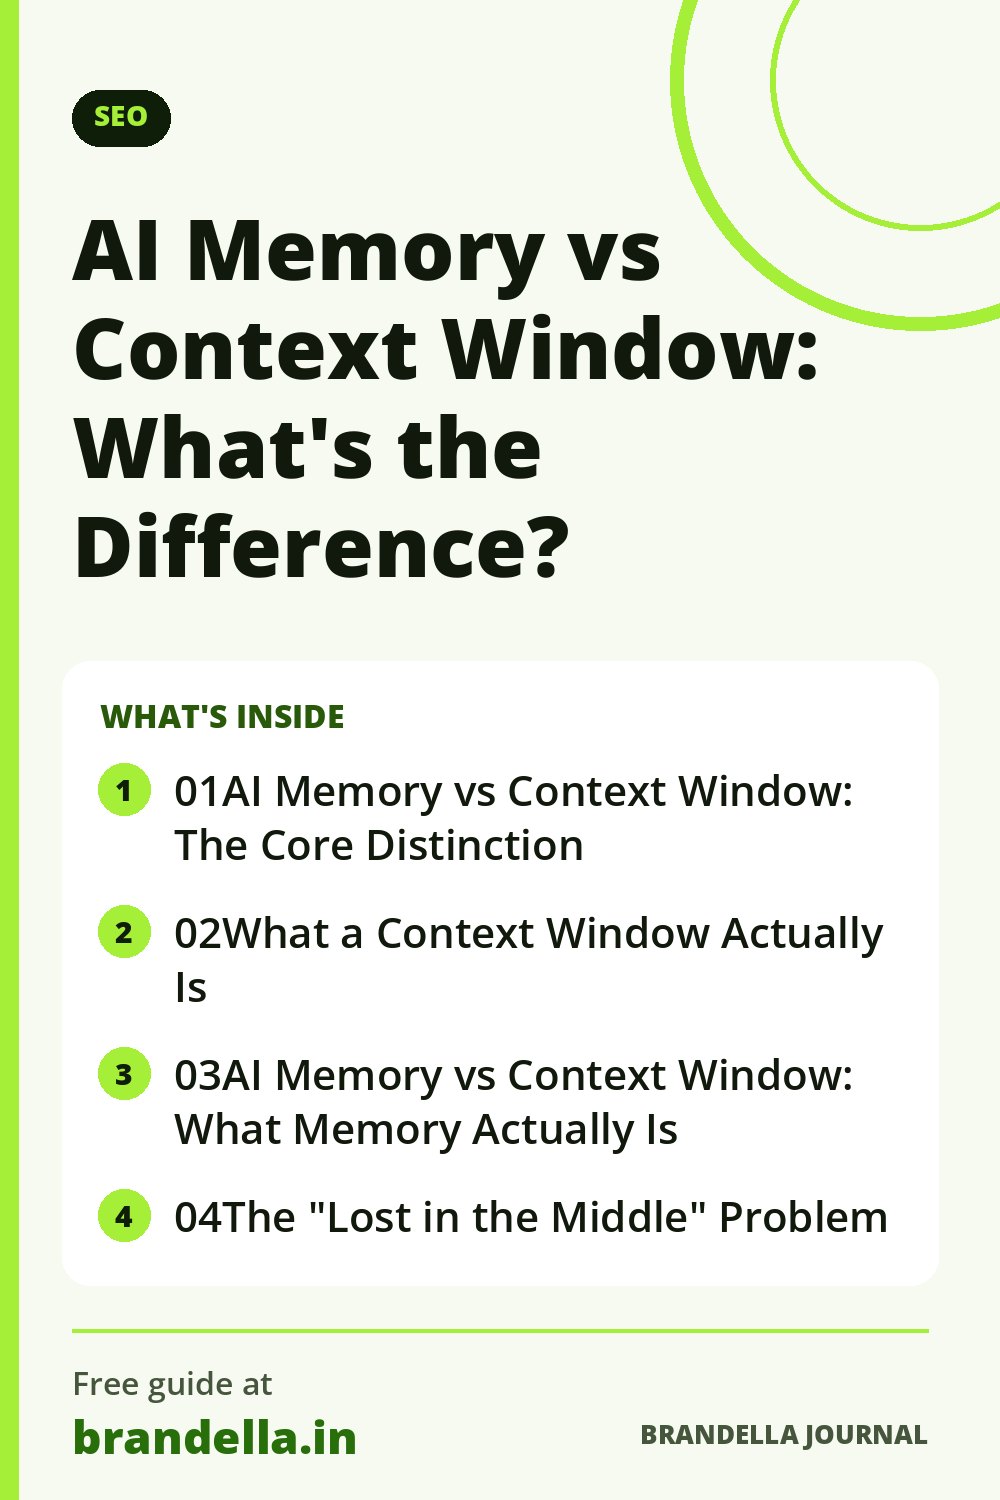 SEO
AI Memory vs
Context Window:
What's the
Difference?
WHAT'S INSIDE
1 01AI Memory vs Context Window:
The Core Distinction
2 02What a Context Window Actually
Is
3 03AI Memory vs Context Window:
What Memory Actually Is
4 04The "Lost in the Middle" Problem
Free guide at
brandella.in
BRANDELLA JOURNAL